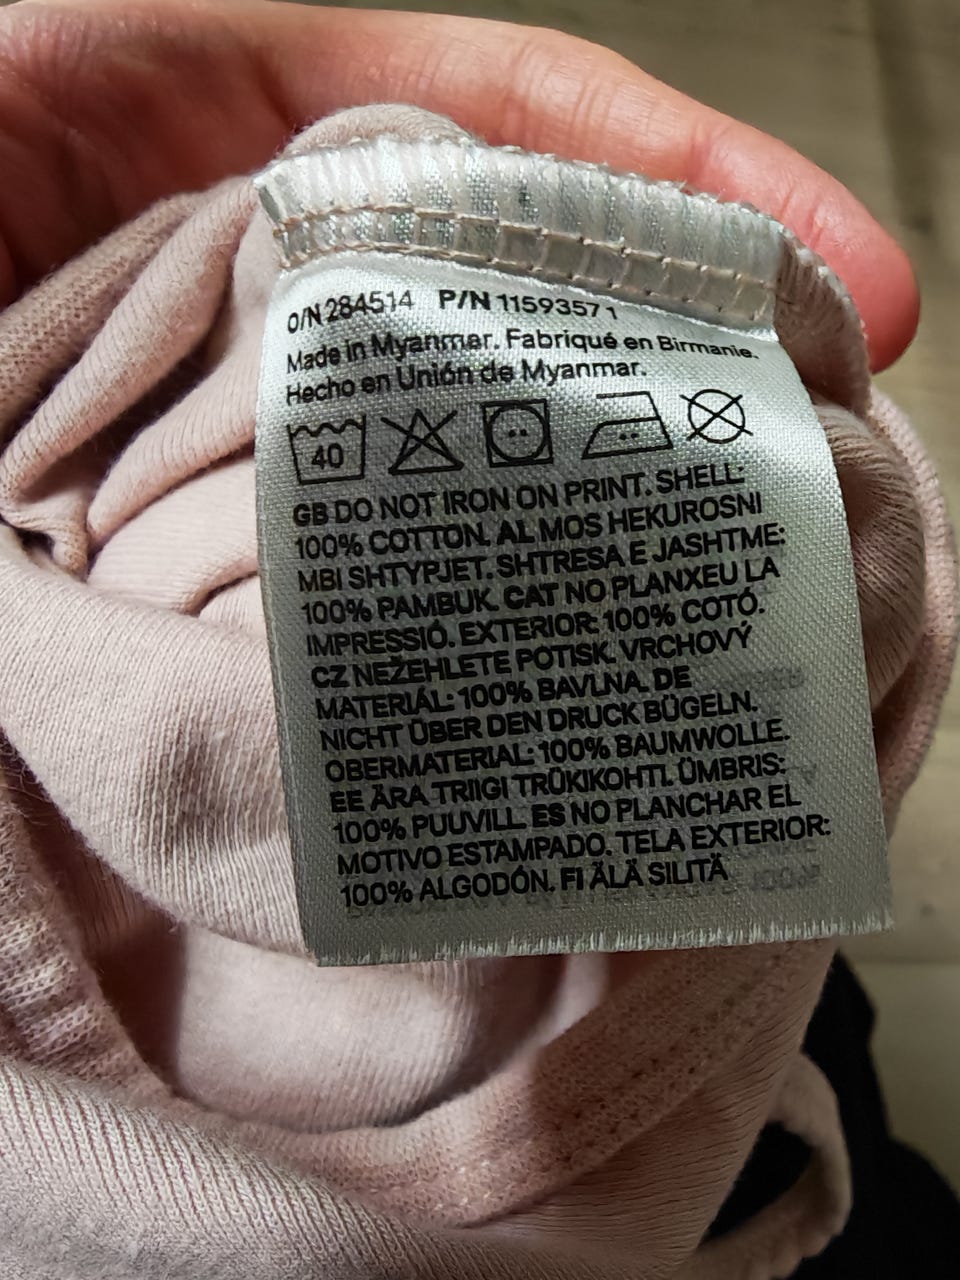 O/N 284514 P/N 11593571
Made in Myanmar. Fabriqué en Birmanie.
Hecho en Unión de Myanmar.
40
GB DO NOT IRON ON PRINT. SHELL:
100% COTTON. AL MOS HEKUROSNI
MBI SHTYPJET. SHTRESA E JASHTME:
100% PAMBUK. CAT NO PLANXEU LA
IMPRESSIÓ. EXTERIOR: 100% COTÓ.
CZ NEŽEHLETE POTISK. VRCHOVÝ
MATERIÁL: 100% BAVLNA. DE
NICHT ÜBER DEN DRUCK BÜGELN.
OBERMATERIAL: 100% BAUMWOLLE.
EE ÄRA TRIIGI TRÜKIKOHTI. ÜMBRIS:
100% PUUVILL. ES NO PLANCHAR EL
MOTIVO ESTAMPADO. TELA EXTERIOR:
100% ALGODÓN. FI ÄLÄ SILITÄ